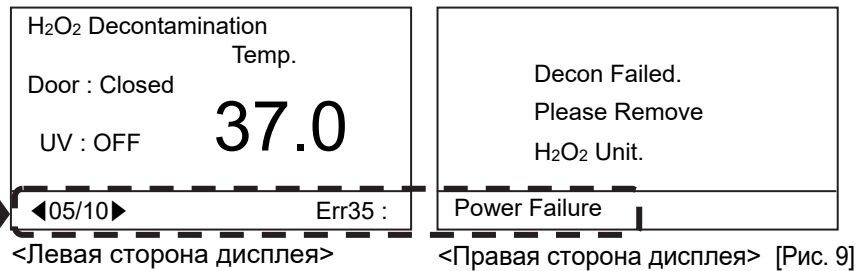 H₂O₂ Decontamination
Temp.
Door : Closed
37.0
UV : OFF
◀05/10▶ Err35 :
Decon Failed.
Please Remove
H₂O₂ Unit.
Power Failure
<Левая сторона дисплея> <Правая сторона дисплея> [Рис. 9]